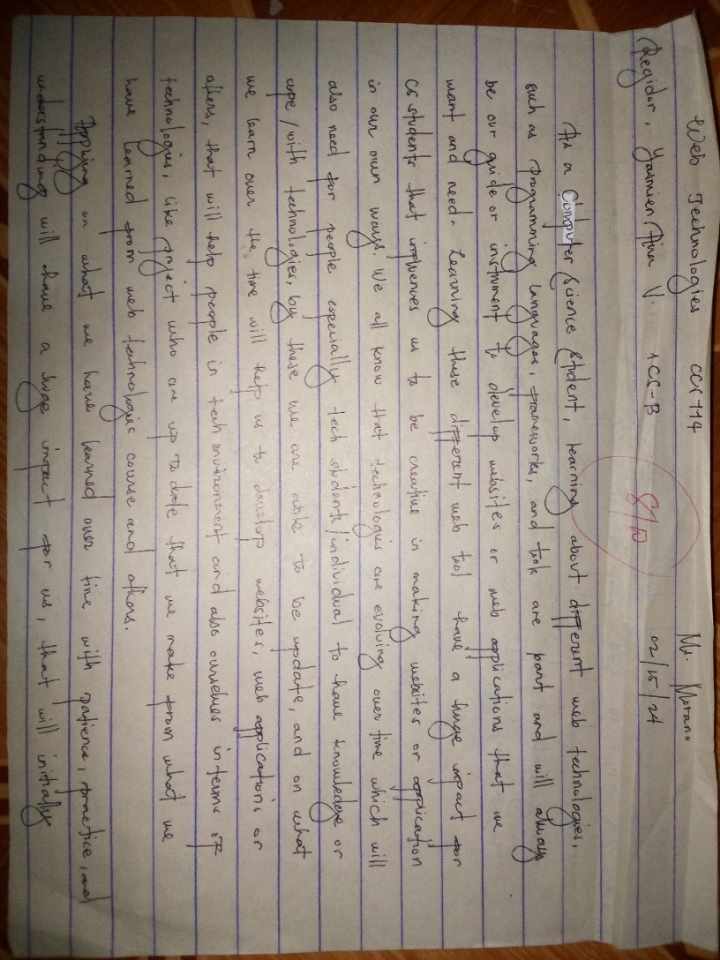 Web Technologies CCS 114 Mr. Morano
Regidor, Yasmien Aina V. 1CS-B 02/15/24
8/10
As a Computer Science Student, learning about different web technologies,
such as programming languages, frameworks, and tools are part and will always
be our guide or instrument to develop websites or web applications that we
want and need. Learning these different web tool have a huge impact for
CS students that influences us to be creative in making websites or application
in our own ways. We all know that technologies are evolving over time which will
also need for people especially tech students/individual to have knowledge or
cope/with technologies, by these we are able to be update, and on what
we learn over the time will help us to develop websites, web applications or
others, that will help people in tech environment and also ourselves in terms of
technologies, like project who are up to date that we make from what we
have learned from web technologies course and others.
Applying on what we have learned over time with patience, practice, and
understanding will have a huge impact for us, that will initially